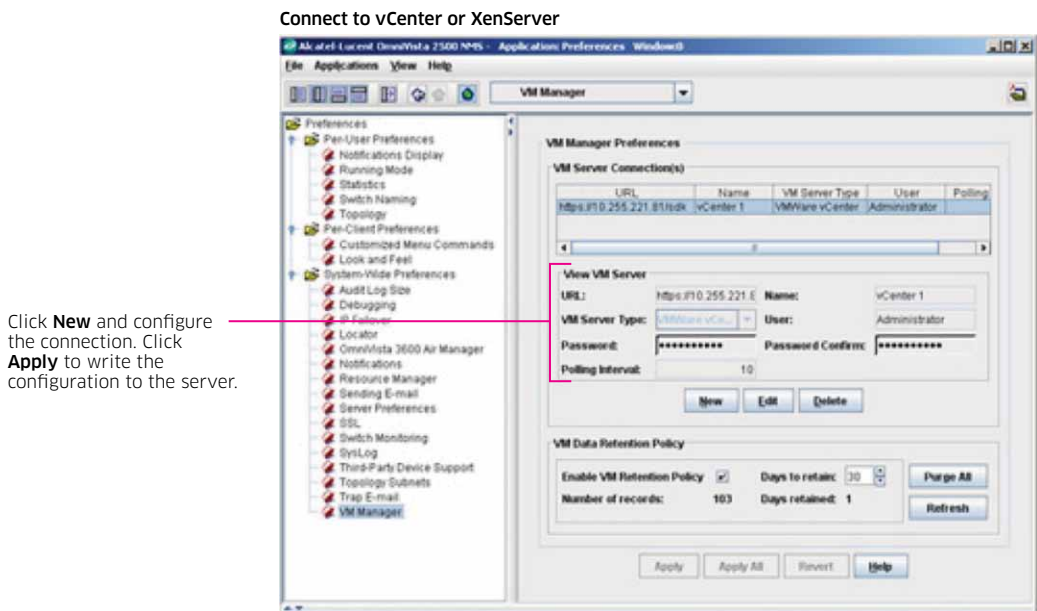 Connect to vCenter or XenServer
Alcatel-Lucent OmniVista 2500 NMS - Application: Preferences Window:0
File Applications View Help
VM Manager
Preferences
Per-User Preferences
Notifications Display
Running Mode
Statistics
Switch Naming
Topology
Per-Client Preferences
Customized Menu Commands
Look and Feel
System-Wide Preferences
Audit Log Size
Debugging
IP Failover
Locator
OmniVista 3600 Air Manager
Notifications
Resource Manager
Sending E-mail
Server Preferences
SSL
Switch Monitoring
SysLog
Third-Party Device Support
Topology Subnets
Trap E-mail
VM Manager
Click New and configure
the connection. Click
Apply to write the
configuration to the server.
VM Manager Preferences
VM Server Connection(s)
URL Name VM Server Type User Polling
https://10.255.221.81/sdk vCenter 1 VMWare vCenter Administrator
View VM Server
URL: https://10.255.221.8 Name: vCenter 1
VM Server Type: VMWare vCe... User: Administrator
Password: ●●●●●●●●●● Password Confirm: ●●●●●●●●●●
Polling Interval: 10
New Edit Delete
VM Data Retention Policy
Enable VM Retention Policy Days to retain: 30 Purge All
Number of records: 103 Days retained: 1 Refresh
Apply Apply All Revert Help